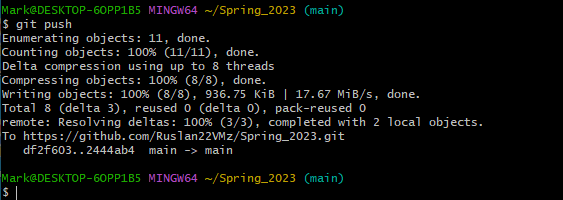 Mark@DESKTOP-6OPP1B5 MINGW64 ~/Spring_2023 (main)
$ git push
Enumerating objects: 11, done.
Counting objects: 100% (11/11), done.
Delta compression using up to 8 threads
Compressing objects: 100% (8/8), done.
Writing objects: 100% (8/8), 936.75 KiB | 17.67 MiB/s, done.
Total 8 (delta 3), reused 0 (delta 0), pack-reused 0
remote: Resolving deltas: 100% (3/3), completed with 2 local objects.
To https://github.com/Ruslan22VMz/Spring_2023.git
   df2f603..2444ab4  main -> main
Mark@DESKTOP-6OPP1B5 MINGW64 ~/Spring_2023 (main)
$